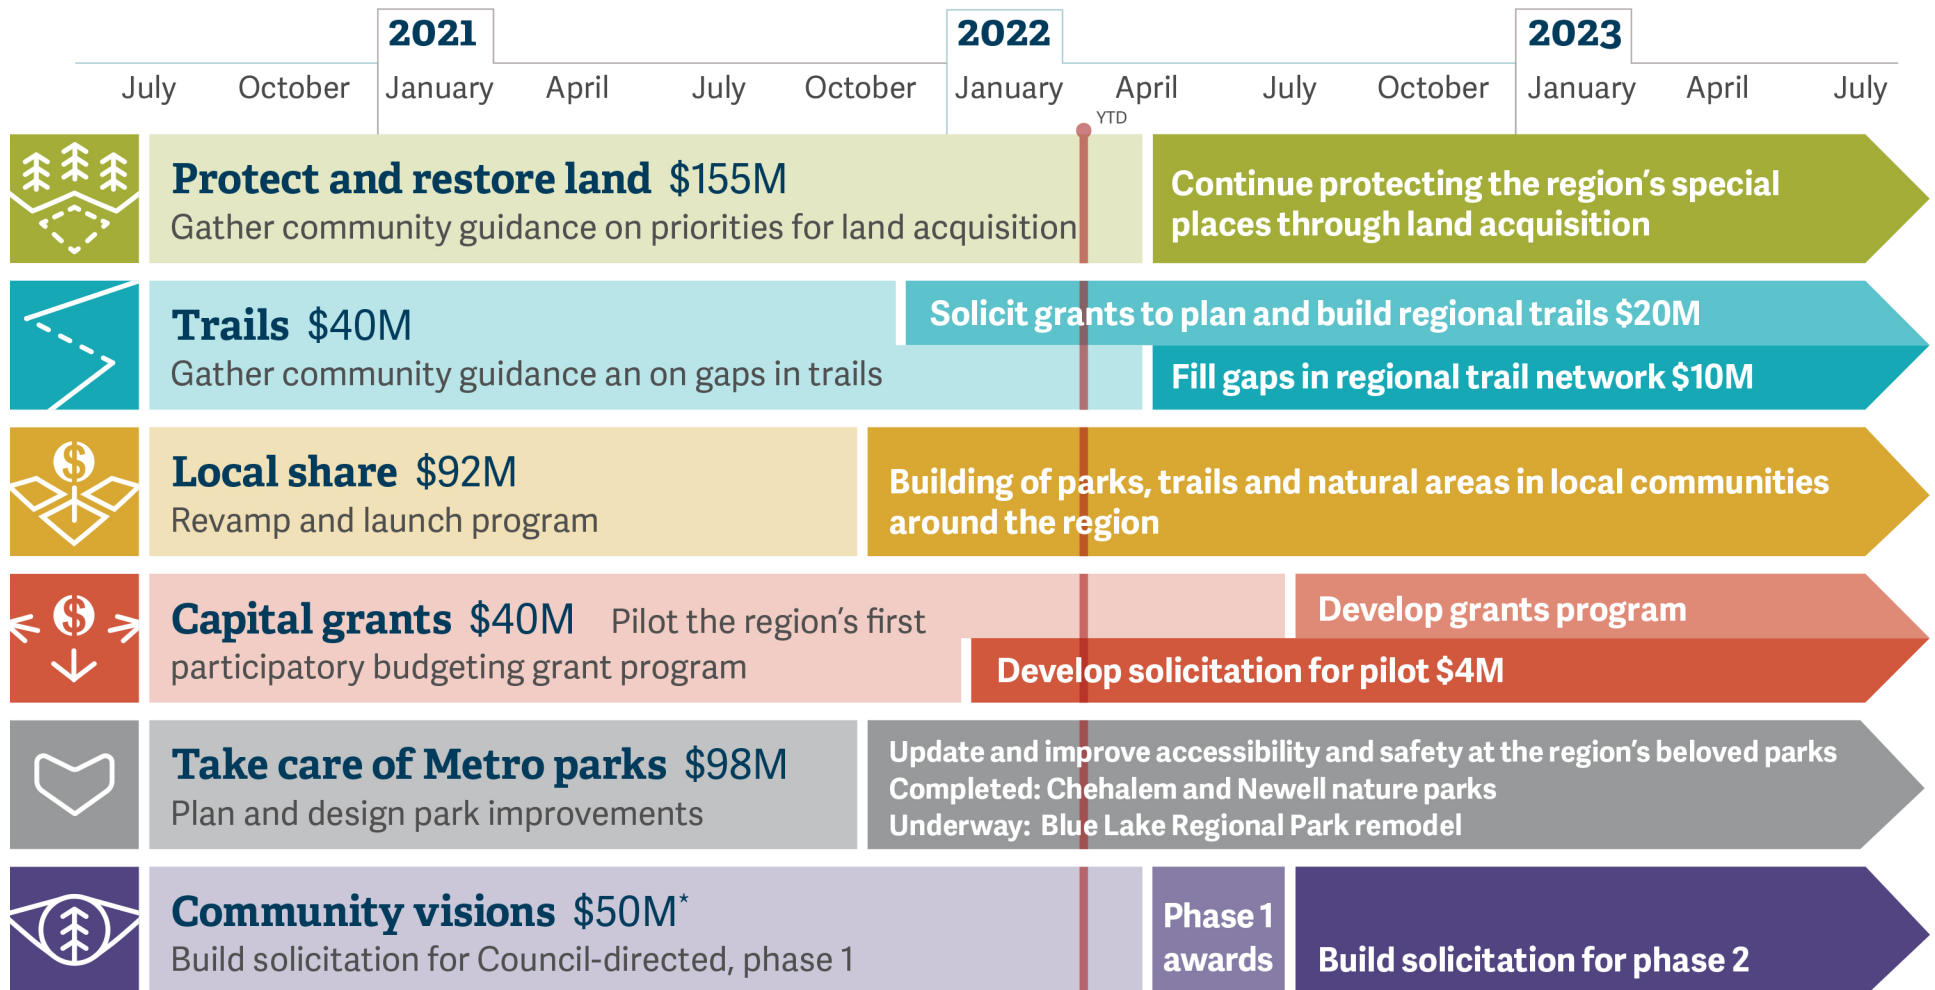 2021 2022 2023
July October January April July October January April July October January April July
YTD
Protect and restore land $155M
Gather community guidance on priorities for land acquisition
Continue protecting the region’s special
places through land acquisition
Trails $40M
Gather community guidance an on gaps in trails
Solicit grants to plan and build regional trails $20M
Fill gaps in regional trail network $10M
Local share $92M
Revamp and launch program
Building of parks, trails and natural areas in local communities
around the region
Capital grants $40M Pilot the region’s first
participatory budgeting grant program
Develop grants program
Develop solicitation for pilot $4M
Take care of Metro parks $98M
Plan and design park improvements
Update and improve accessibility and safety at the region’s beloved parks
Completed: Chehalem and Newell nature parks
Underway: Blue Lake Regional Park remodel
Community visions $50M*
Build solicitation for Council-directed, phase 1
Phase 1
awards
Build solicitation for phase 2